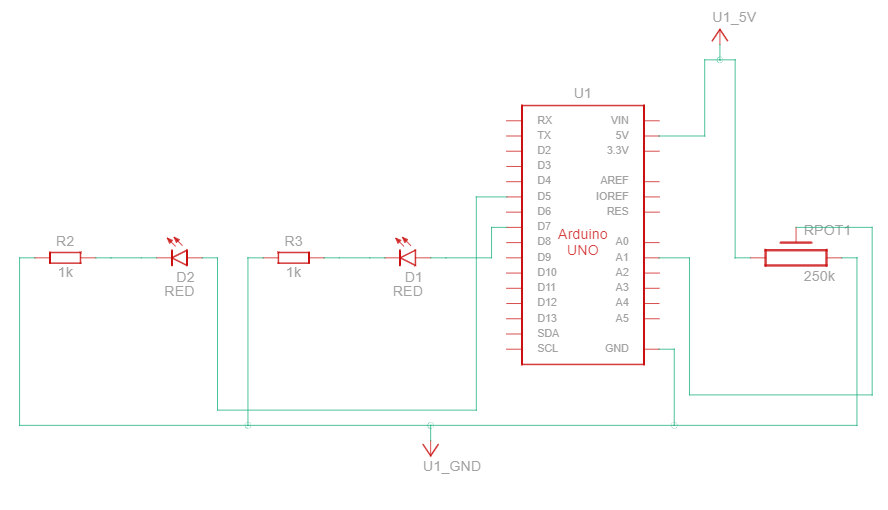 U1_5V
U1
RX VIN
TX 5V
D2 3.3V
D3
D4 AREF
D5 IOREF
D6 RES
D7
Arduino
UNO
D8 A0
D9 A1
D10 A2
D11 A3
D12 A4
D13 A5
SDA
SCL GND
R2
1k
D2
RED
R3
1k
D1
RED
RPOT1
250k
U1_GND